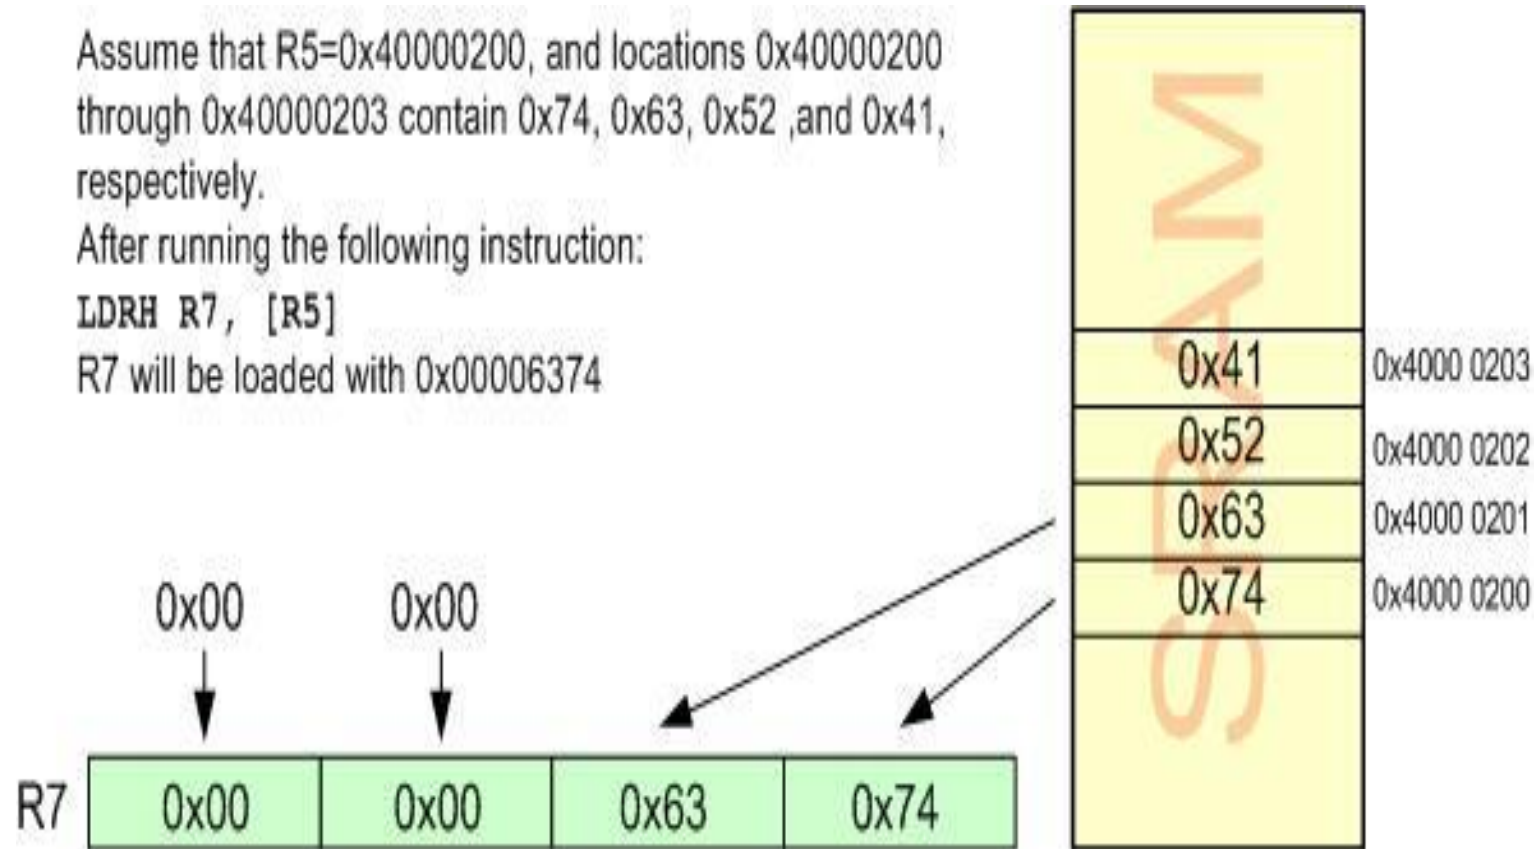 Assume that R5=0x40000200, and locations 0x40000200
through 0x40000203 contain 0x74, 0x63, 0x52 ,and 0x41,
respectively.
After running the following instruction:
LDRH R7, [R5]
R7 will be loaded with 0x00006374
SRAM
0x41 0x4000 0203
0x52 0x4000 0202
0x63 0x4000 0201
0x74 0x4000 0200
0x00 0x00
R7 0x00 0x00 0x63 0x74